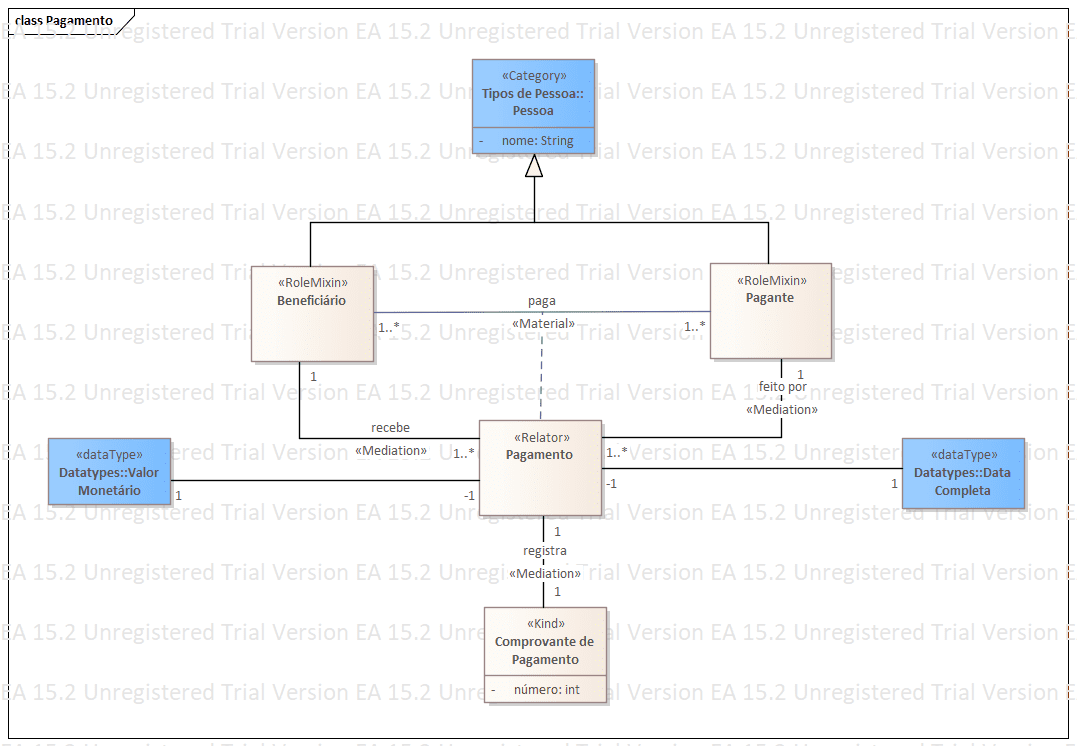 class Pagamento
EA 15.2 Unregistered Trial Version EA 15.2 Unregistered Trial Version EA 15.2 Unregistered Trial Version E
«Category»
Tipos de Pessoa::
Pessoa
- nome: String
«RoleMixin»
Beneficiário
«RoleMixin»
Pagante
paga
«Material»
1..*
1..*
1
1
feito por
«Mediation»
recebe
«Mediation»
1..*
«Relator»
Pagamento
1..*
«dataType»
Datatypes::Valor
Monetário
1
-1
-1
1
«dataType»
Datatypes::Data
Completa
1
registra
«Mediation»
1
«Kind»
Comprovante de
Pagamento
- número: int